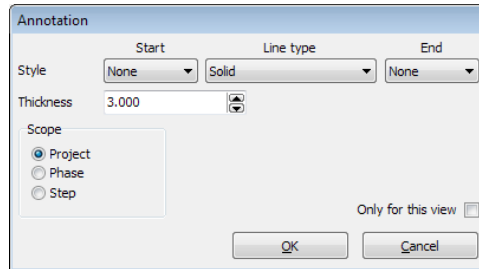 Annotation
Start Line type End
Style None Solid None
Thickness 3.000
Scope
Project
Phase
Step
Only for this view
OK Cancel